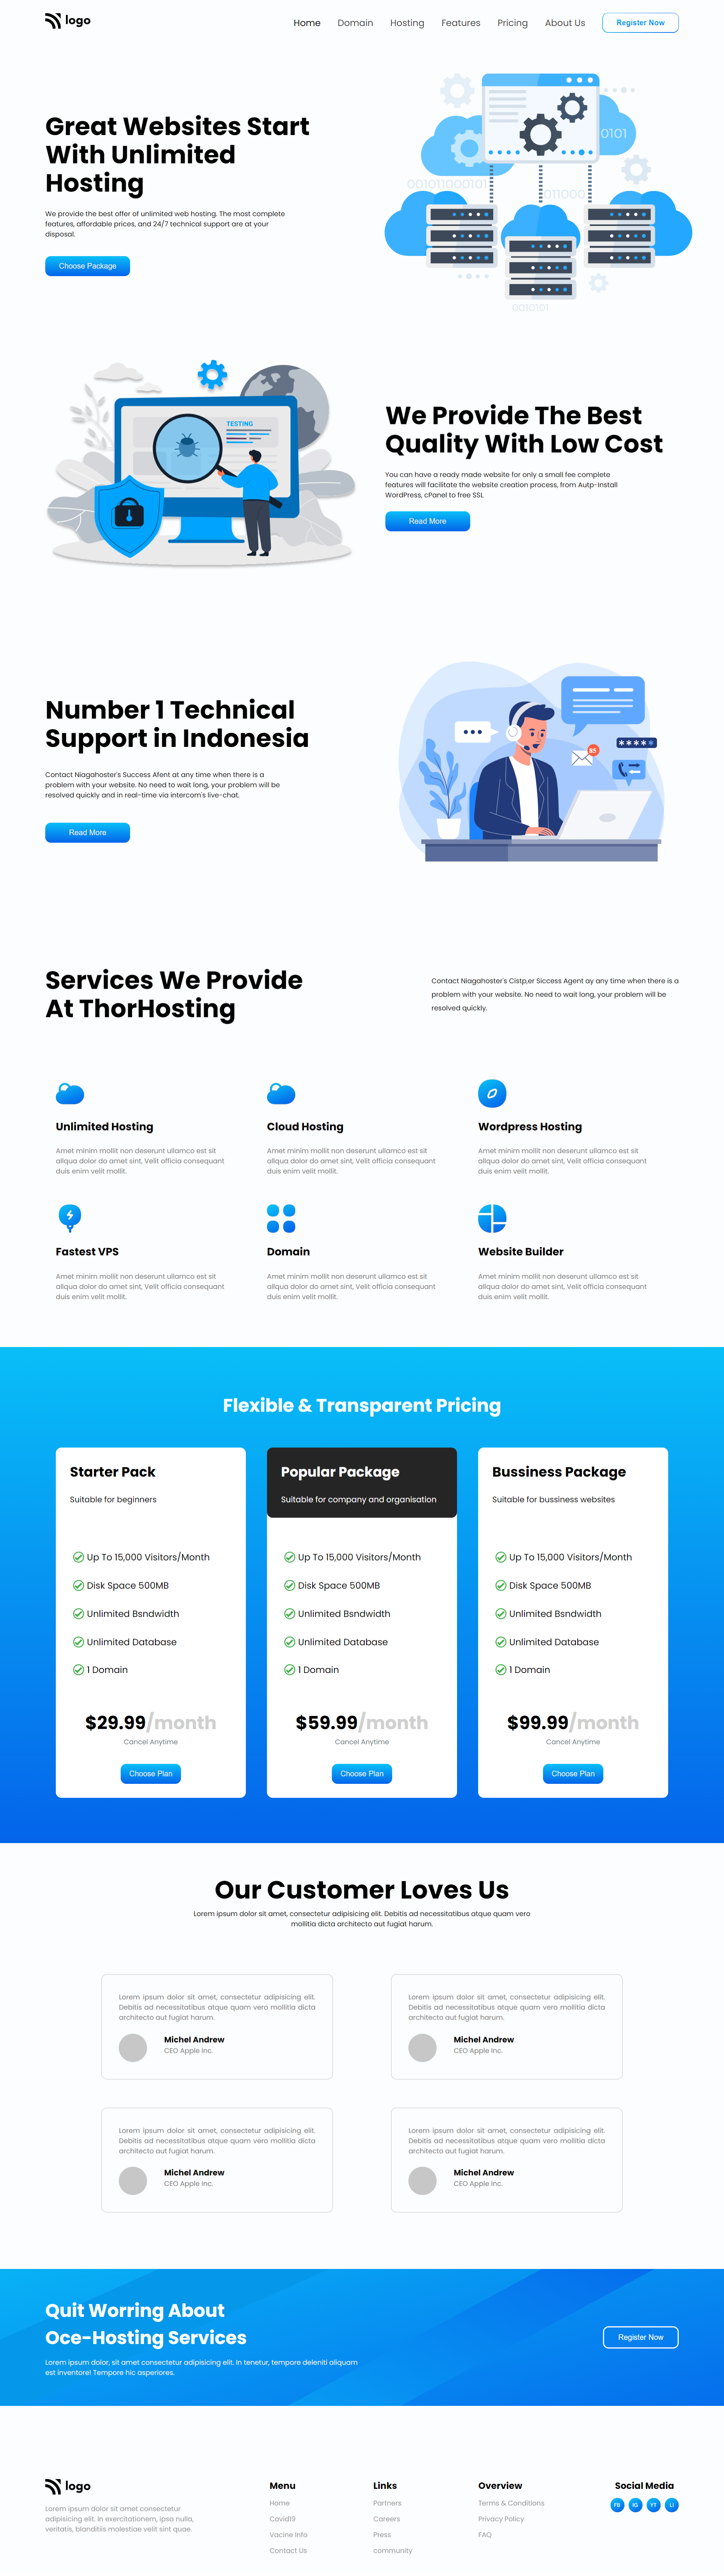 logo
Home Domain Hosting Features Pricing About Us Register Now
Great Websites Start
With Unlimited
Hosting
We provide the best offer of unlimited web hosting. The most complete
features, affordable prices, and 24/7 technical support are at your
disposal.
Choose Package
0101
001011000101
011000
0010101
TESTING
We Provide The Best
Quality With Low Cost
You can have a ready made website for only a small fee complete
features will facilitate the website creation process, from Autp-Install
WordPress, cPanel to free SSL
Read More
Number 1 Technical
Support in Indonesia
Contact Niagahoster's Success Afent at any time when there is a
problem with your website. No need to wait long, your problem will be
resolved quickly and in real-time via intercom's live-chat.
Read More
85
*****
Services We Provide
At ThorHosting
Contact Niagahoster's Cistp,er Siccess Agent ay any time when there is a
problem with your website. No need to wait long, your problem will be
resolved quickly.
Unlimited Hosting
Amet minim mollit non deserunt ullamco est sit
aliqua dolor do amet sint, Velit officia consequant
duis enim velit mollit.
Cloud Hosting
Amet minim mollit non deserunt ullamco est sit
aliqua dolor do amet sint, Velit officia consequant
duis enim velit mollit.
Wordpress Hosting
Amet minim mollit non deserunt ullamco est sit
aliqua dolor do amet sint, Velit officia consequant
duis enim velit mollit.
Fastest VPS
Amet minim mollit non deserunt ullamco est sit
aliqua dolor do amet sint, Velit officia consequant
duis enim velit mollit.
Domain
Amet minim mollit non deserunt ullamco est sit
aliqua dolor do amet sint, Velit officia consequant
duis enim velit mollit.
Website Builder
Amet minim mollit non deserunt ullamco est sit
aliqua dolor do amet sint, Velit officia consequant
duis enim velit mollit.
Flexible & Transparent Pricing
Starter Pack
Suitable for beginners
Up To 15,000 Visitors/Month
Disk Space 500MB
Unlimited Bsndwidth
Unlimited Database
1 Domain
$29.99/month
Cancel Anytime
Choose Plan
Popular Package
Suitable for company and organisation
Up To 15,000 Visitors/Month
Disk Space 500MB
Unlimited Bsndwidth
Unlimited Database
1 Domain
$59.99/month
Cancel Anytime
Choose Plan
Bussiness Package
Suitable for bussiness websites
Up To 15,000 Visitors/Month
Disk Space 500MB
Unlimited Bsndwidth
Unlimited Database
1 Domain
$99.99/month
Cancel Anytime
Choose Plan
Our Customer Loves Us
Lorem ipsum dolor sit amet, consectetur adipisicing elit. Debitis ad necessitatibus atque quam vero
mollitia dicta architecto aut fugiat harum.
Lorem ipsum dolor sit amet, consectetur adipisicing elit.
Debitis ad necessitatibus atque quam vero mollitia dicta
architecto aut fugiat harum.
Michel Andrew
CEO Apple Inc.
Lorem ipsum dolor sit amet, consectetur adipisicing elit.
Debitis ad necessitatibus atque quam vero mollitia dicta
architecto aut fugiat harum.
Michel Andrew
CEO Apple Inc.
Lorem ipsum dolor sit amet, consectetur adipisicing elit.
Debitis ad necessitatibus atque quam vero mollitia dicta
architecto aut fugiat harum.
Michel Andrew
CEO Apple Inc.
Lorem ipsum dolor sit amet, consectetur adipisicing elit.
Debitis ad necessitatibus atque quam vero mollitia dicta
architecto aut fugiat harum.
Michel Andrew
CEO Apple Inc.
Quit Worring About
Oce-Hosting Services
Lorem ipsum dolor, sit amet consectetur adipisicing elit. In tenetur, tempore deleniti aliquam
est inventore! Tempore hic asperiores.
Register Now
logo
Lorem ipsum dolor sit amet consectetur
adipisicing elit. In exercitationem, ipsa nulla,
veritatis, blanditiis molestiae velit sint quae.
Menu
Home
Covid19
Vacine Info
Contact Us
Links
Partners
Careers
Press
community
Overview
Terms & Conditions
Privacy Policy
FAQ
Social Media
FB IG YT LI